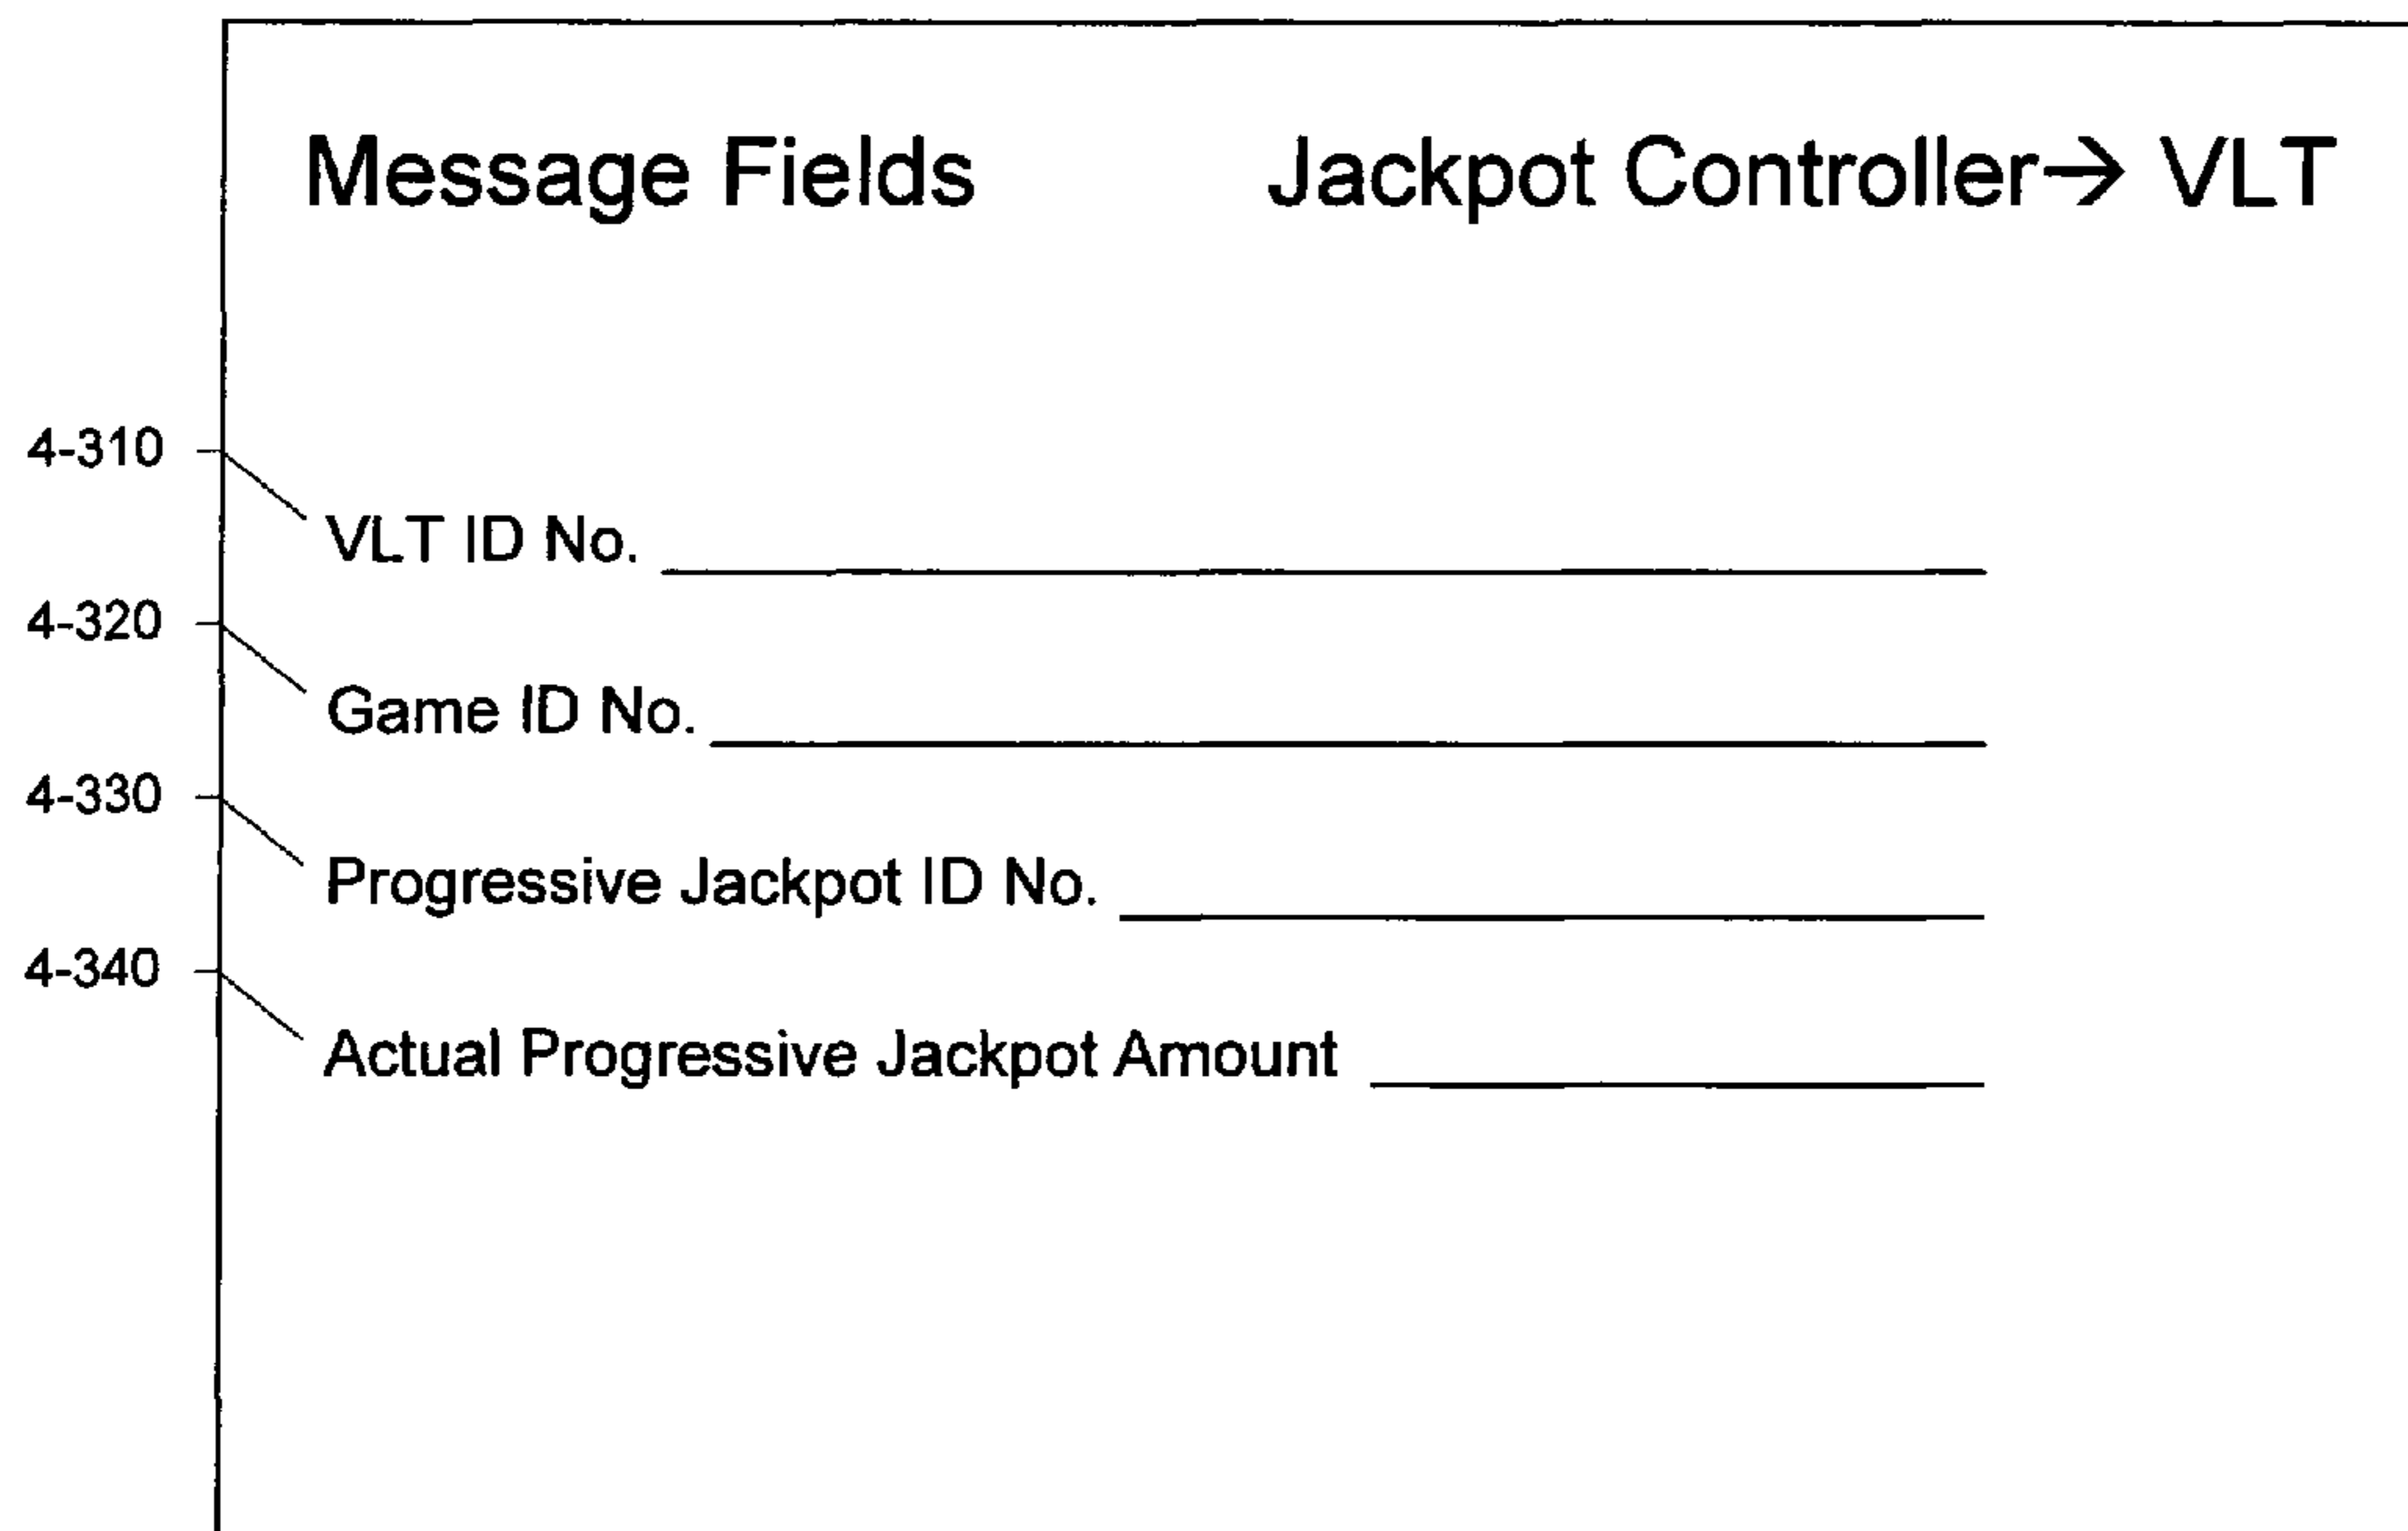 Message Fields Jackpot Controller→ VLT
4-310
VLT ID No.
4-320
Game ID No.
4-330
Progressive Jackpot ID No.
4-340
Actual Progressive Jackpot Amount